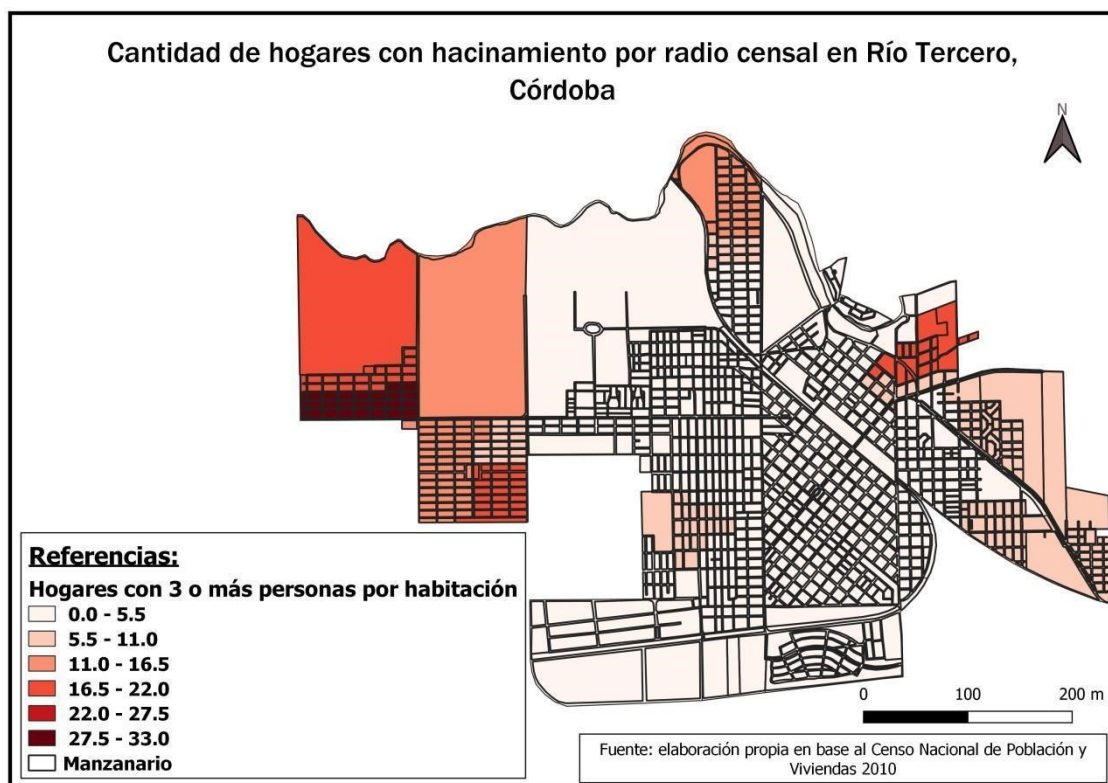 Cantidad de hogares con hacinamiento por radio censal en Río Tercero,
Córdoba
N
Referencias:
Hogares con 3 o más personas por habitación
0.0 - 5.5
5.5 - 11.0
11.0 - 16.5
16.5 - 22.0
22.0 - 27.5
27.5 - 33.0
Manzanario
0 100 200 m
Fuente: elaboración propia en base al Censo Nacional de Población y
Viviendas 2010